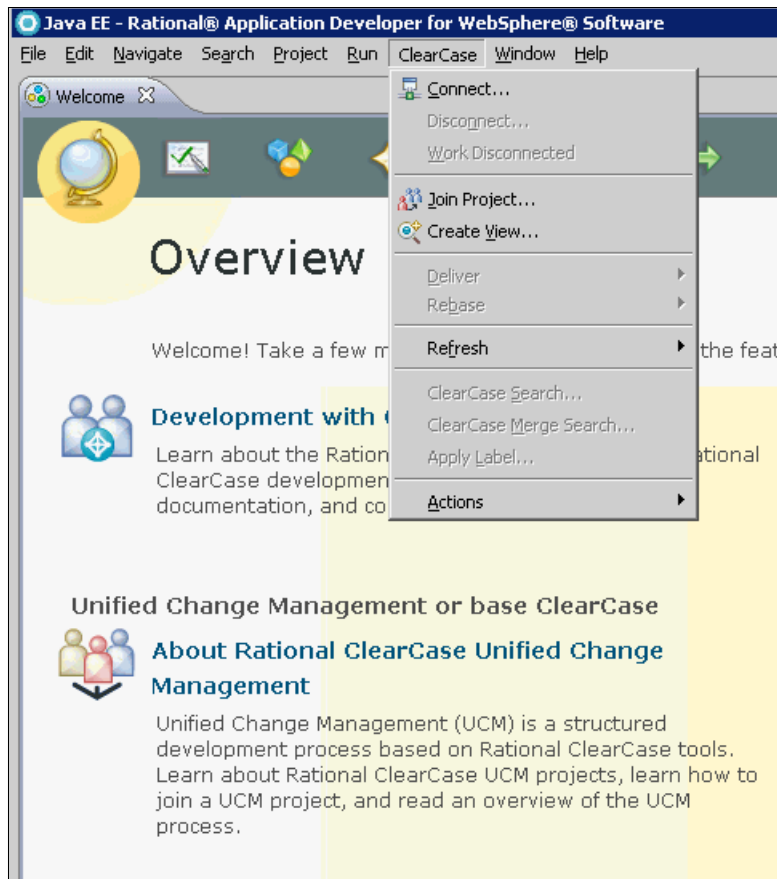 Java EE - Rational® Application Developer for WebSphere® Software
File Edit Navigate Search Project Run ClearCase Window Help
Welcome
Connect...
Disconnect...
Work Disconnected
Join Project...
Create View...
Deliver
Rebase
Refresh
ClearCase Search...
ClearCase Merge Search...
Apply Label...
Actions
Overview
Welcome! Take a few the feat
Development with
Learn about the Ration ational
ClearCase developmen
documentation, and co
Unified Change Management or base ClearCase
About Rational ClearCase Unified Change
Management
Unified Change Management (UCM) is a structured
development process based on Rational ClearCase tools.
Learn about Rational ClearCase UCM projects, learn how to
join a UCM project, and read an overview of the UCM
process.